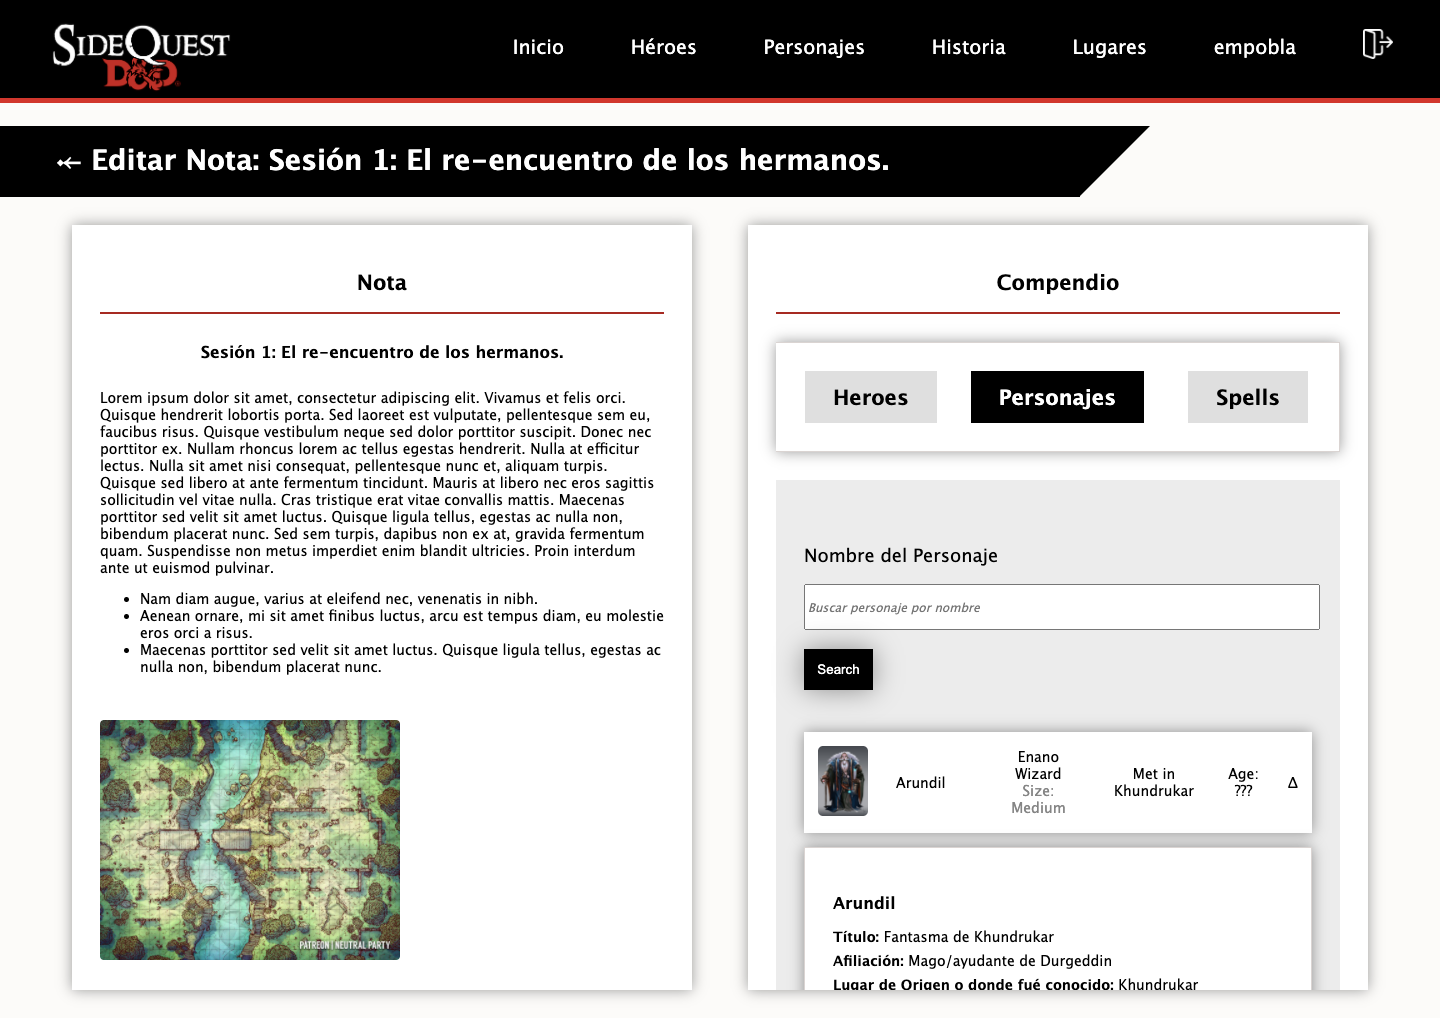 SIDEQUEST
D&D
Inicio
Héroes
Personajes
Historia
Lugares
empobla
Editar Nota: Sesión 1: El re-encuentro de los hermanos.
Nota
Sesión 1: El re-encuentro de los hermanos.
Lorem ipsum dolor sit amet, consectetur adipiscing elit. Vivamus et felis orci.
Quisque hendrerit lobortis porta. Sed laoreet est vulputate, pellentesque sem eu,
faucibus risus. Quisque vestibulum neque sed dolor porttitor suscipit. Donec nec
porttitor ex. Nullam rhoncus lorem ac tellus egestas hendrerit. Nulla at efficitur
lectus. Nulla sit amet nisi consequat, pellentesque nunc et, aliquam turpis.
Quisque sed libero at ante fermentum tincidunt. Mauris at libero nec eros sagittis
sollicitudin vel vitae nulla. Cras tristique erat vitae convallis mattis. Maecenas
porttitor sed velit sit amet luctus. Quisque ligula tellus, egestas ac nulla non,
bibendum placerat nunc. Sed sem turpis, dapibus non ex at, gravida fermentum
quam. Suspendisse non metus imperdiet enim blandit ultricies. Proin interdum
ante ut euismod pulvinar.
• Nam diam augue, varius at eleifend nec, venenatis in nibh.
• Aenean ornare, mi sit amet finibus luctus, arcu est tempus diam, eu molestie
eros orci a risus.
• Maecenas porttitor sed velit sit amet luctus. Quisque ligula tellus, egestas ac
nulla non, bibendum placerat nunc.
PATREON | NEUTRAL PARTY
Compendio
Heroes
Personajes
Spells
Nombre del Personaje
Buscar personaje por nombre
Search
Arundil
Enano
Wizard
Size:
Medium
Met in
Khundrukar
Age:
???
Δ
Arundil
Título: Fantasma de Khundrukar
Afiliación: Mago/ayudante de Durgeddin
Lugar de Origen o donde fué conocido: Khundrukar